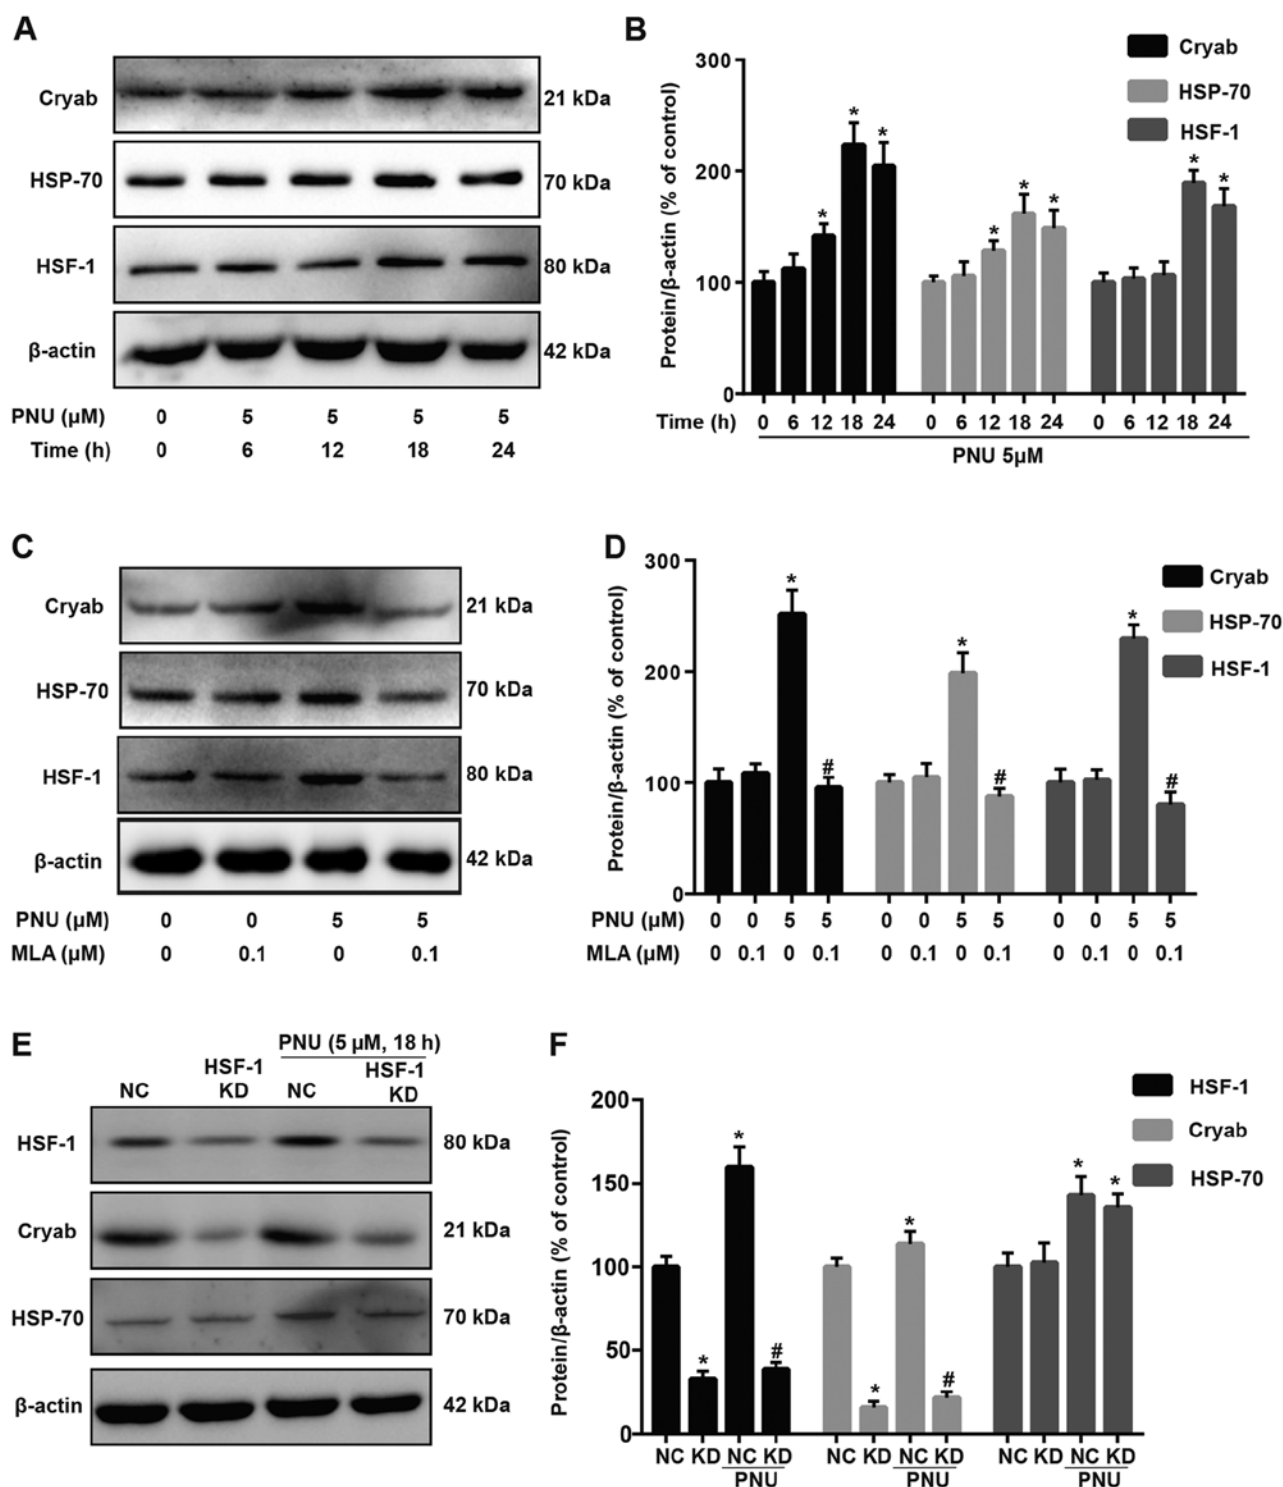 A
Cryab 21 kDa
HSP-70 70 kDa
HSF-1 80 kDa
β-actin 42 kDa
PNU (μM) 0 5 5 5 5
Time (h) 0 6 12 18 24
B
Cryab
HSP-70
HSF-1
Protein/β-actin (% of control)
300
200
100
0
* * * * * * * *
Time (h) 0 6 12 18 24 0 6 12 18 24 0 6 12 18 24
PNU 5μM
C
Cryab 21 kDa
HSP-70 70 kDa
HSF-1 80 kDa
β-actin 42 kDa
PNU (μM) 0 0 5 5
MLA (μM) 0 0.1 0 0.1
D
Cryab
HSP-70
HSF-1
Protein/β-actin (% of control)
300
200
100
0
* # * # * #
PNU (μM) 0 0 5 5 0 0 5 5 0 0 5 5
MLA (μM) 0 0.1 0 0.1 0 0.1 0 0.1 0 0.1 0 0.1
E
PNU (5 μM, 18 h)
HSF-1 HSF-1
NC KD NC KD
HSF-1 80 kDa
Cryab 21 kDa
HSP-70 70 kDa
β-actin 42 kDa
F
HSF-1
Cryab
HSP-70
Protein/β-actin (% of control)
200
150
100
50
0
* * # * * # * *
NC KD NC KD NC KD NC KD NC KD NC KD
PNU PNU PNU